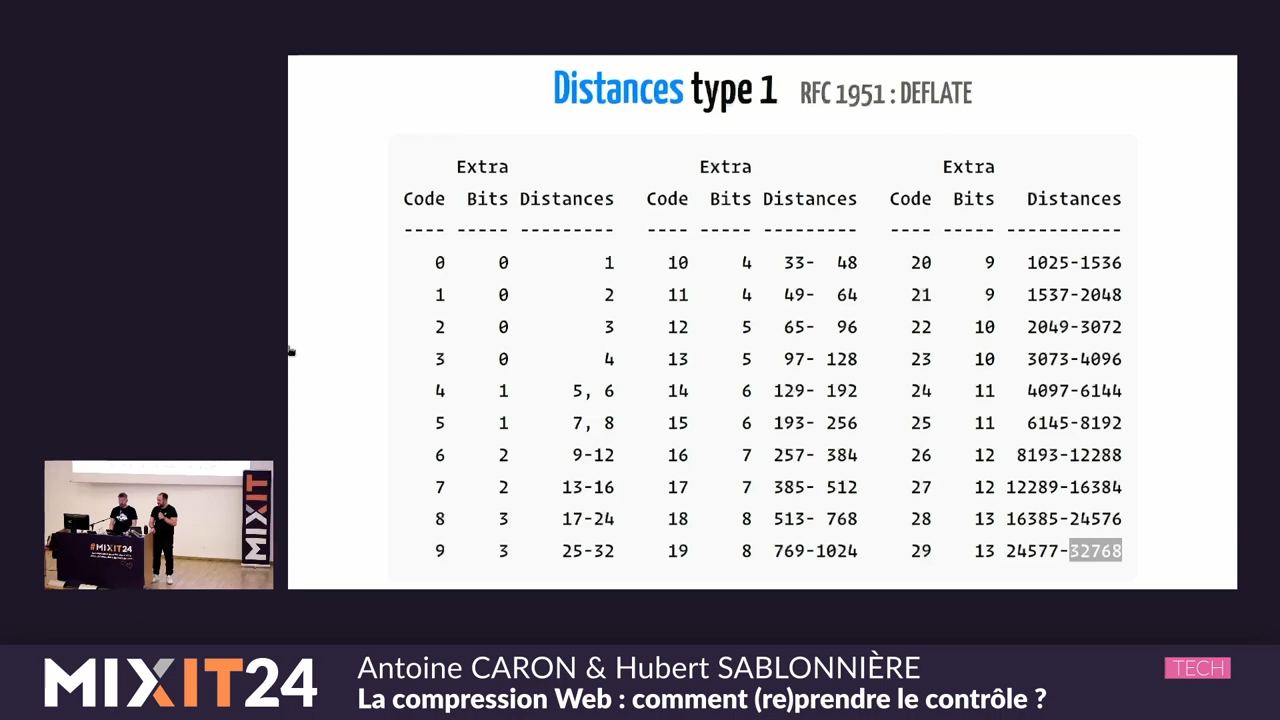 Distances type 1 RFC 1951 : DEFLATE
Extra Extra Extra
Code Bits Distances Code Bits Distances Code Bits Distances
---- ----- --------- ---- ----- --------- ---- ----- -----------
0 0 1 10 4 33- 48 20 9 1025-1536
1 0 2 11 4 49- 64 21 9 1537-2048
2 0 3 12 5 65- 96 22 10 2049-3072
3 0 4 13 5 97- 128 23 10 3073-4096
4 1 5, 6 14 6 129- 192 24 11 4097-6144
5 1 7, 8 15 6 193- 256 25 11 6145-8192
6 2 9-12 16 7 257- 384 26 12 8193-12288
7 2 13-16 17 7 385- 512 27 12 12289-16384
8 3 17-24 18 8 513- 768 28 13 16385-24576
9 3 25-32 19 8 769-1024 29 13 24577-32768
MIXIT
#MIXIT24
MIXIT24
Antoine CARON & Hubert SABLONNIÈRE
TECH
La compression Web : comment (re)prendre le contrôle ?